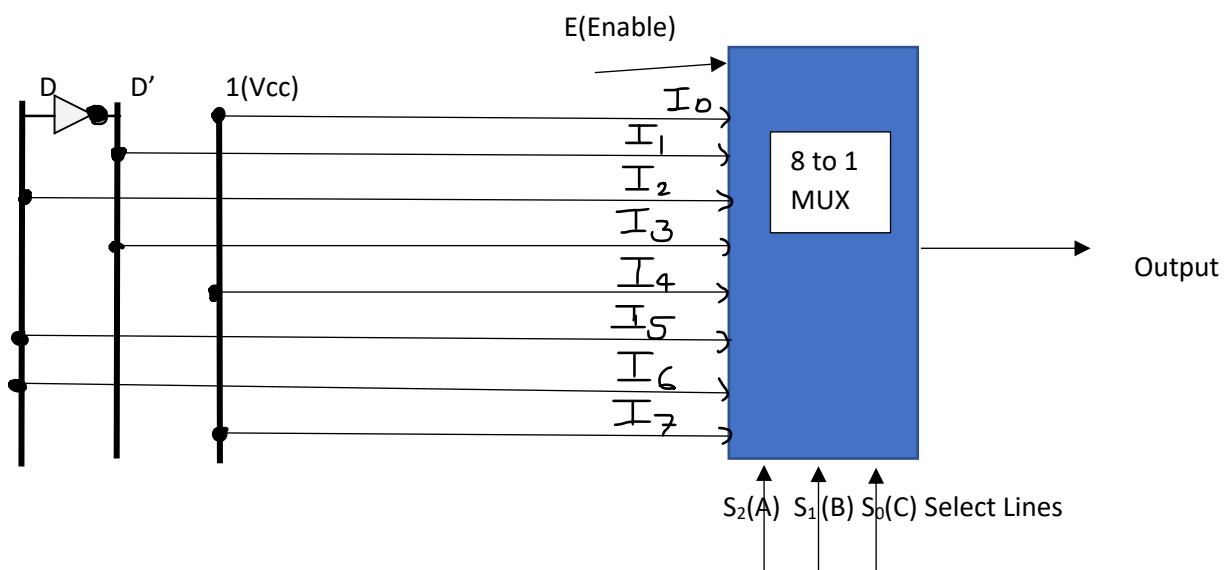 E(Enable)
D D’ 1(Vcc)
I0
I1
I2
I3
I4
I5
I6
I7
8 to 1
MUX
Output
S₂(A) S₁(B) S₀(C) Select Lines